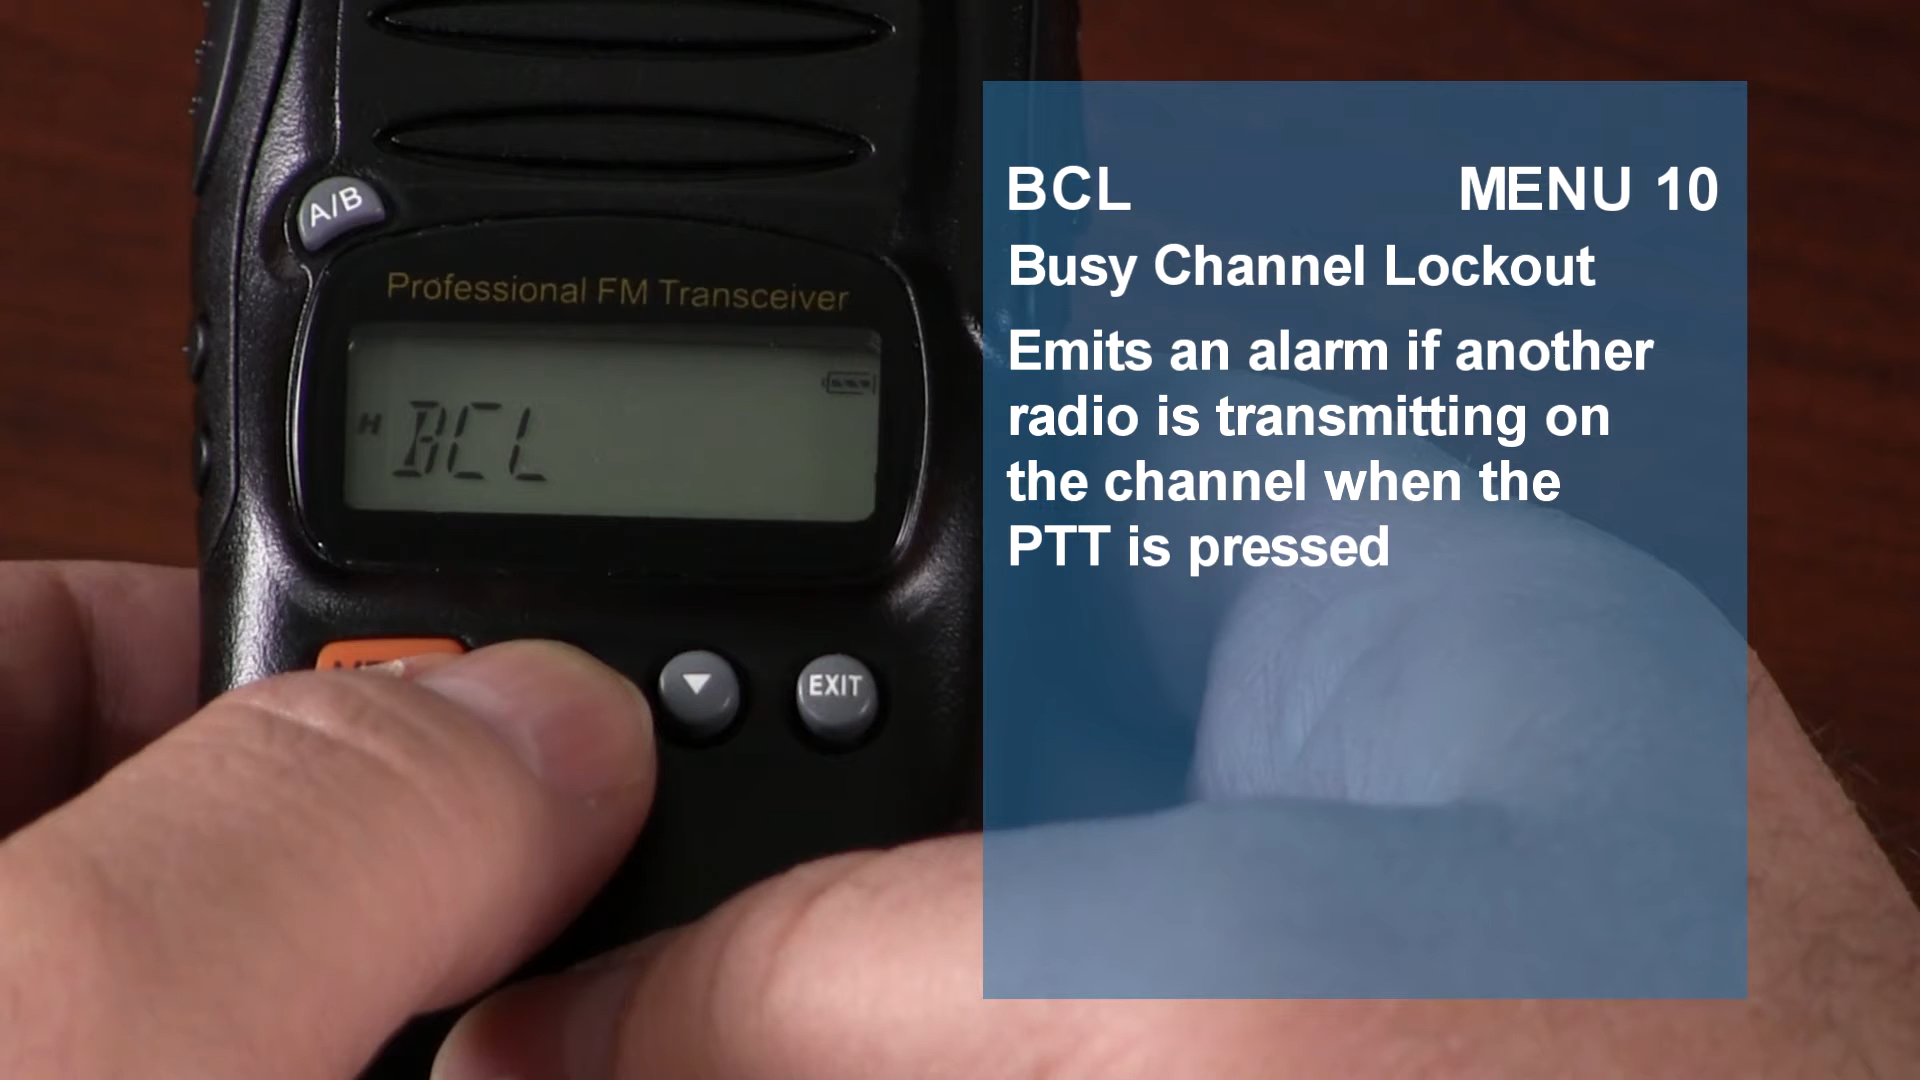 A/B
Professional FM Transceiver
H
BCL
EXIT
BCL MENU 10
Busy Channel Lockout
Emits an alarm if another
radio is transmitting on
the channel when the
PTT is pressed